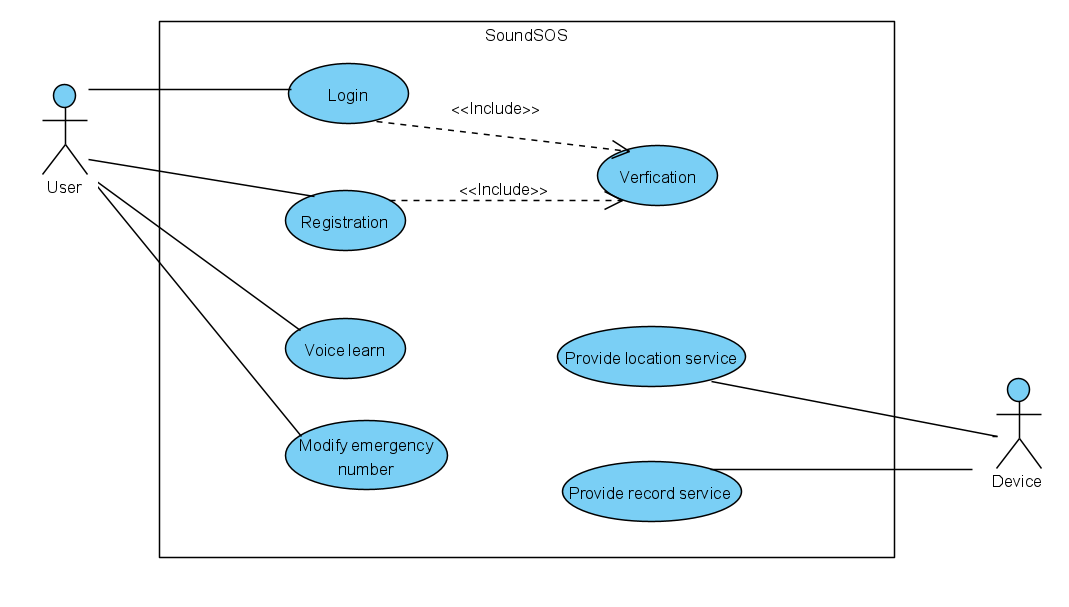 SoundSOS
Login
<<Include>>
Verfication
User
<<Include>>
Registration
Voice learn
Provide location service
Modify emergency
number
Provide record service
Device